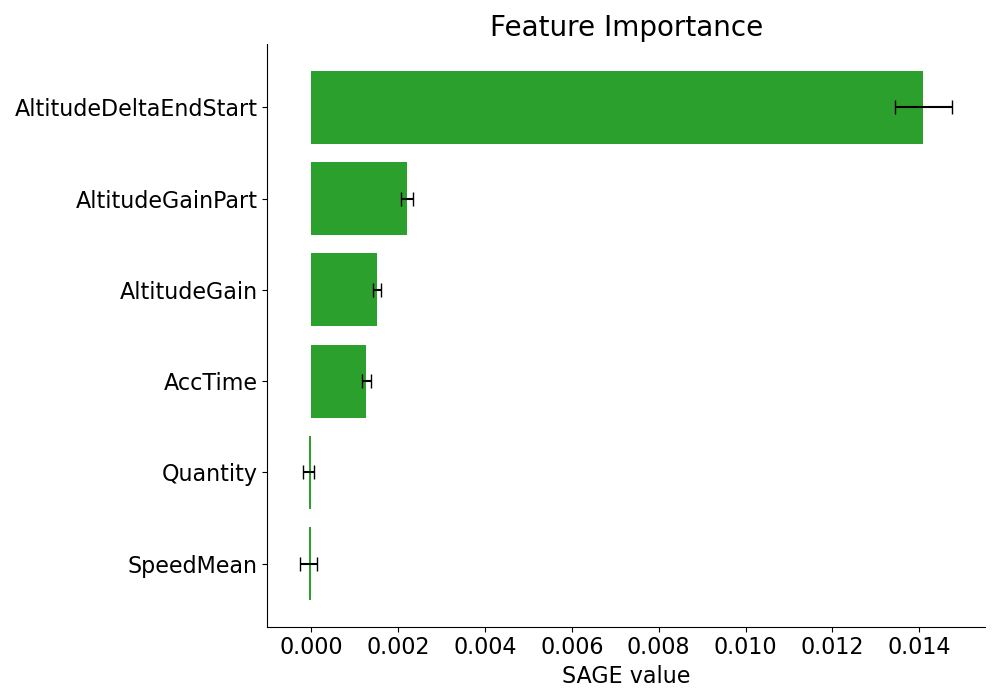 Feature Importance
AltitudeDeltaEndStart
AltitudeGainPart
AltitudeGain
AccTime
Quantity
SpeedMean
0.000 0.002 0.004 0.006 0.008 0.010 0.012 0.014
SAGE value